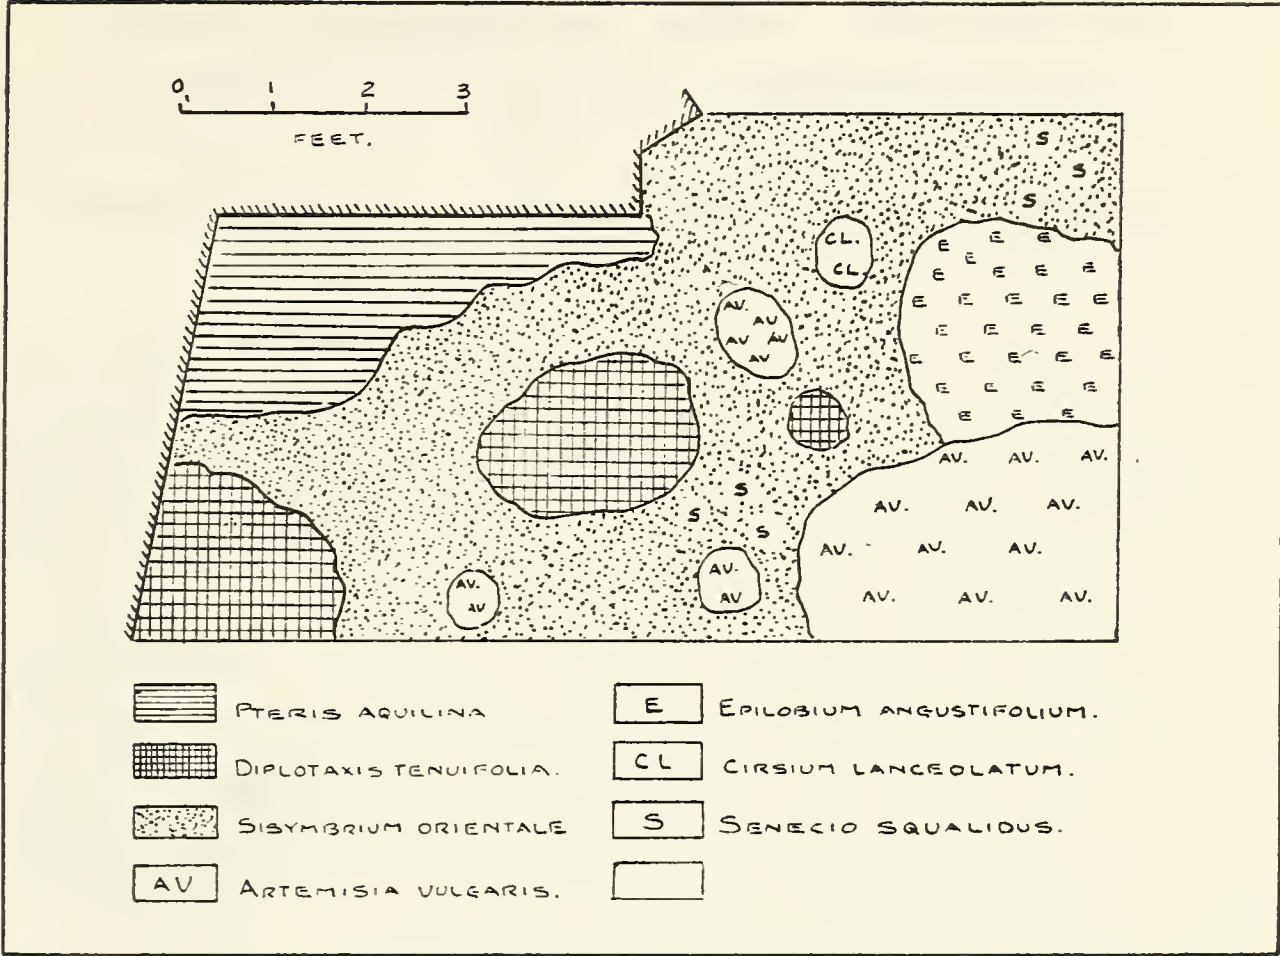 0 1 2 3
FEET.
S
S
S
CL.
CL.
E E E
E
E E E E
E E E E E
E E E E
E E E E E
E E E E
E E E
AV.
AV
AV AV
AV
AV. AV. AV.
AV. AV. AV.
AV. AV. AV.
AV. AV. AV.
S
S
S
AV.
AV
AV.
AV
PTERIS AQUILINA
DIPLOTAXIS TENUIFOLIA.
SISYMBRIUM ORIENTALE
AV ARTEMISIA VULGARIS.
E EPILOBIUM ANGUSTIFOLIUM.
CL CIRSIUM LANCEOLATUM.
S SENECIO SQUALIDUS.